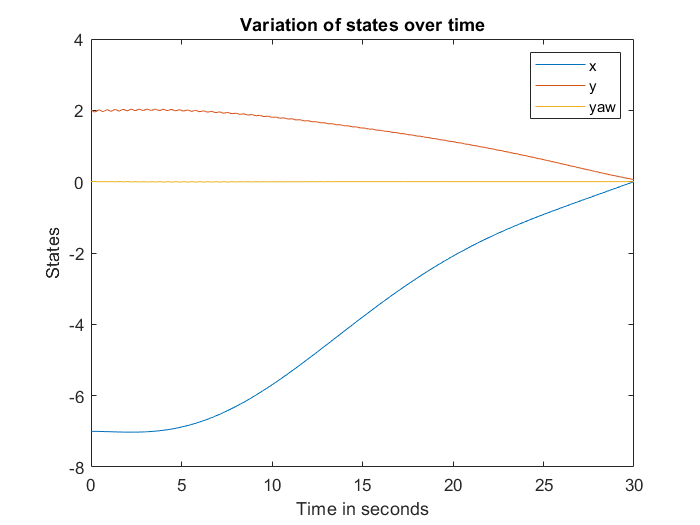 Variation of states over time
4
2
0
-2
-4
-6
-8
States
x
y
yaw
0 5 10 15 20 25 30
Time in seconds